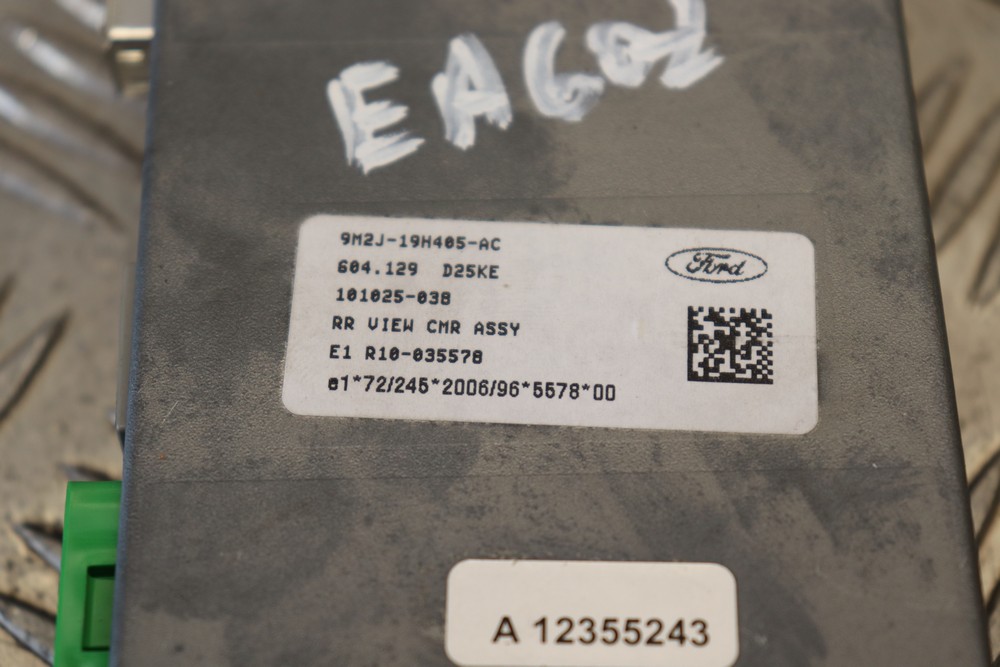 EAG02
9M2J-19H405-AC
604.129 D25KE
101025-038
RR VIEW CMR ASSY
E1 R10-035578
e1*72/245*2006/96*5578*00
Ford
A 12355243